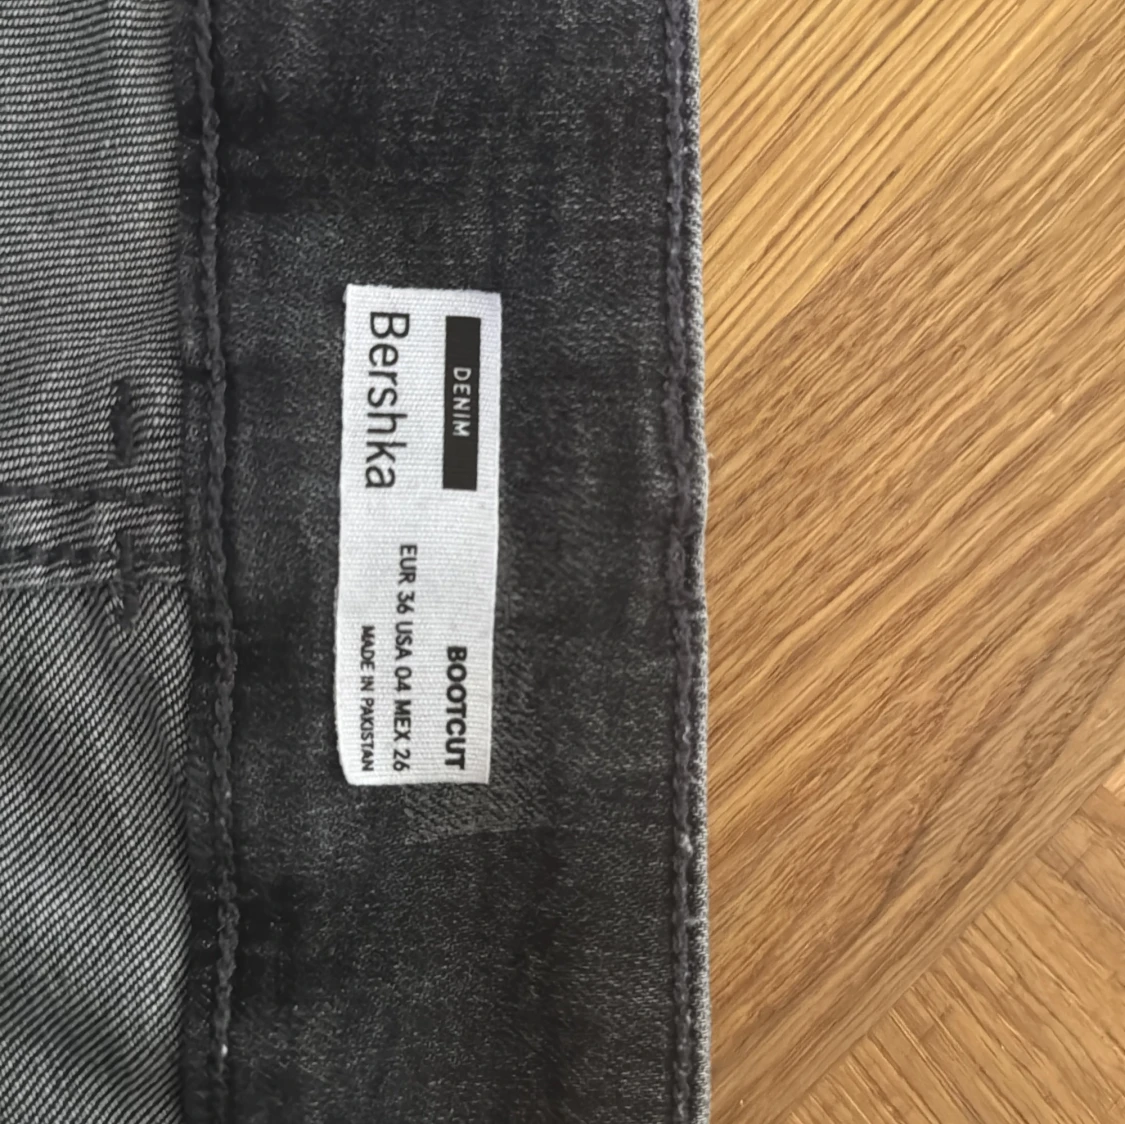 DENIM
Bershka
BOOTCUT
EUR 36 USA 04 MEX 26
MADE IN PAKISTAN